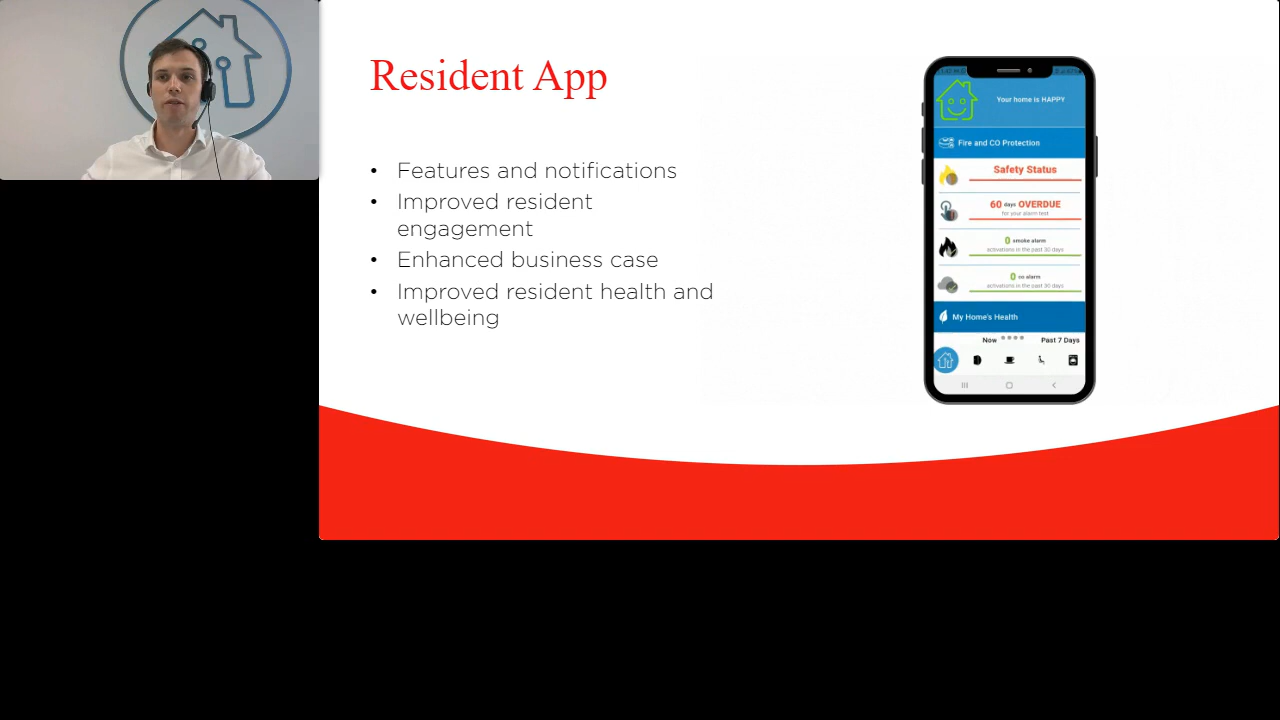 Resident App
• Features and notifications
• Improved resident
engagement
• Enhanced business case
• Improved resident health and
wellbeing
Your home is HAPPY
Fire and CO Protection
Safety Status
60 days OVERDUE
for your alarm test
0 smoke alarm
activations in the past 30 days
0 co alarm
activations in the past 30 days
My Home's Health
Now
Past 7 Days